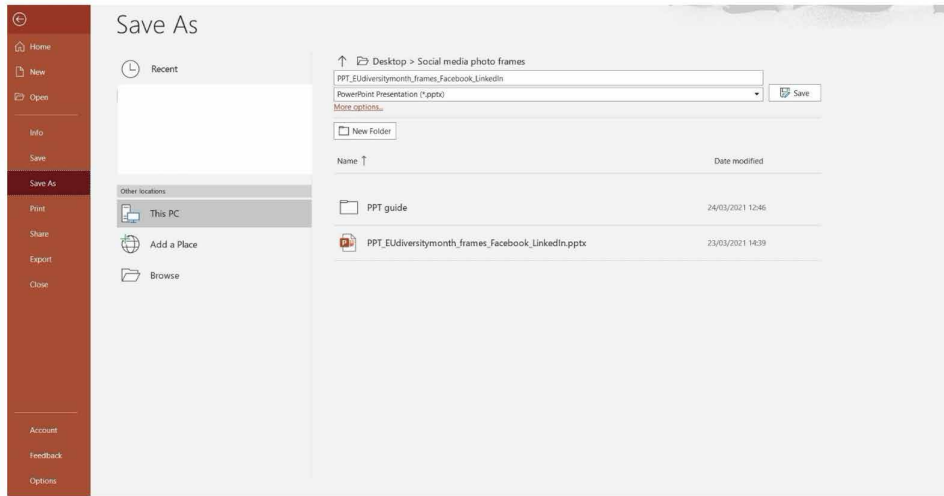 Save As
Home
New
Open
Info
Save
Save As
Print
Share
Export
Close
Account
Feedback
Options
Recent
Other locations
This PC
Add a Place
Browse
Desktop > Social media photo frames
PPT_EUdiversitymonth_frames_Facebook_LinkedIn
PowerPoint Presentation (*.pptx)
Save
More options...
New Folder
Name ↑ Date modified
PPT guide 24/03/2021 12:46
PPT_EUdiversitymonth_frames_Facebook_LinkedIn.pptx 23/03/2021 14:39